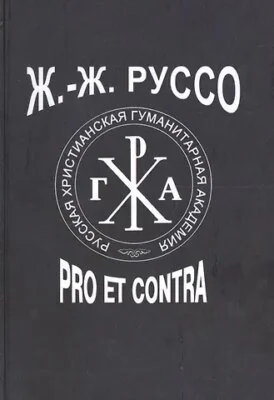 Ж.-Ж. РУССО
РУССКАЯ ХРИСТИАНСКАЯ ГУМАНИТАРНАЯ АКАДЕМИЯ
Р
Г А
Х
PRO ET CONTRA